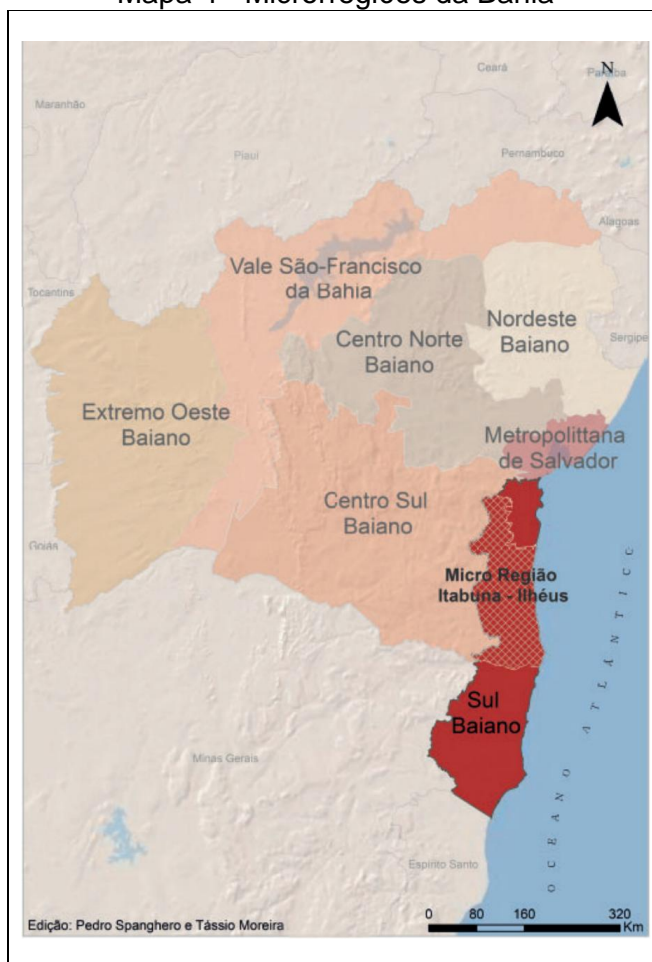 Mapa 4 - Microrregiões da Bahia
N
Ceará
Paraíba
Maranhão
Piauí
Pernambuco
Alagoas
Vale São-Francisco
da Bahia
Tocantins
Nordeste
Baiano
Centro Norte
Baiano
Sergipe
Extremo Oeste
Baiano
Metropolittana
de Salvador
Centro Sul
Baiano
Goiás
Micro Região
Itabuna - Ilhéus
Sul
Baiano
OCEANO ATLÂNTICO
Minas Gerais
Espírito Santo
Edição: Pedro Spanghero e Tássio Moreira
0 80 160 320
Km